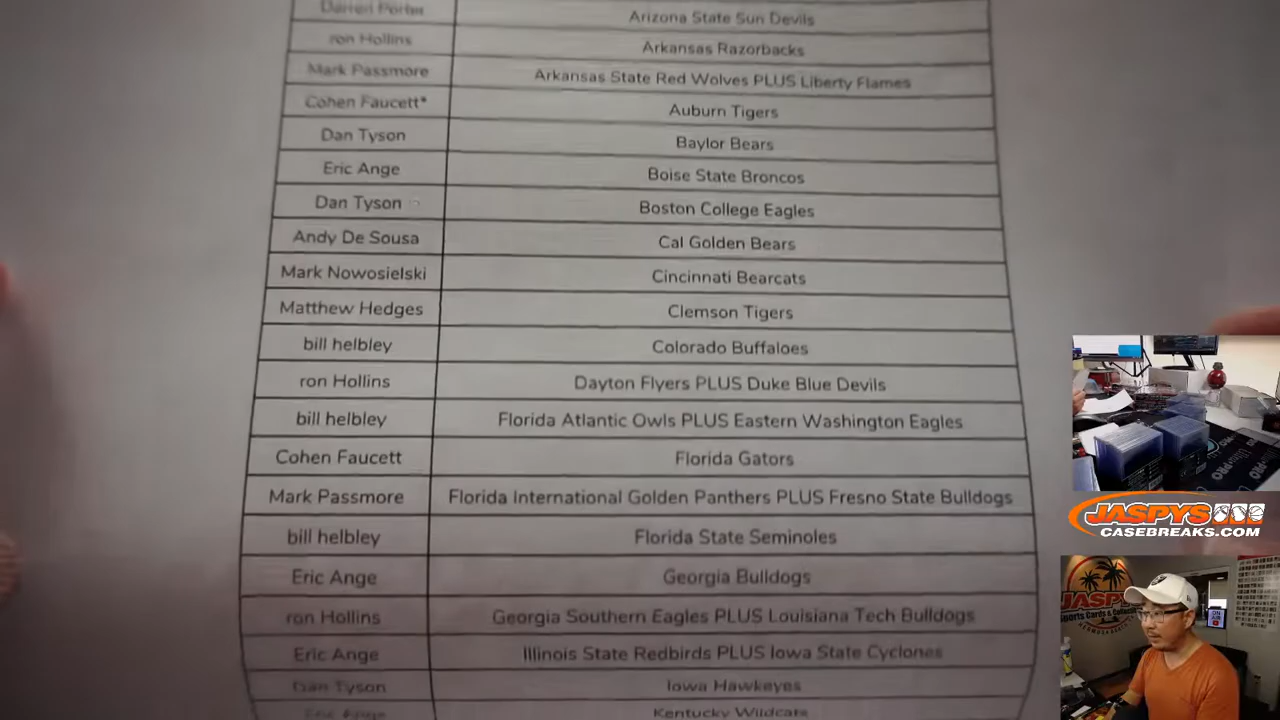 Darren Porter Arizona State Sun Devils
ron Hollins Arkansas Razorbacks
Mark Passmore Arkansas State Red Wolves PLUS Liberty Flames
Cohen Faucett* Auburn Tigers
Dan Tyson Baylor Bears
Eric Ange Boise State Broncos
Dan Tyson Boston College Eagles
Andy De Sousa Cal Golden Bears
Mark Nowosielski Cincinnati Bearcats
Matthew Hedges Clemson Tigers
bill helbley Colorado Buffaloes
ron Hollins Dayton Flyers PLUS Duke Blue Devils
bill helbley Florida Atlantic Owls PLUS Eastern Washington Eagles
Cohen Faucett Florida Gators
Mark Passmore Florida International Golden Panthers PLUS Fresno State Bulldogs
bill helbley Florida State Seminoles
Eric Ange Georgia Bulldogs
ron Hollins Georgia Southern Eagles PLUS Louisiana Tech Bulldogs
Eric Ange Illinois State Redbirds PLUS Iowa State Cyclones
Dan Tyson Iowa Hawkeyes
Eric Ange Kentucky Wildcats
JASPYS
CASEBREAKS.COM
JASPYS